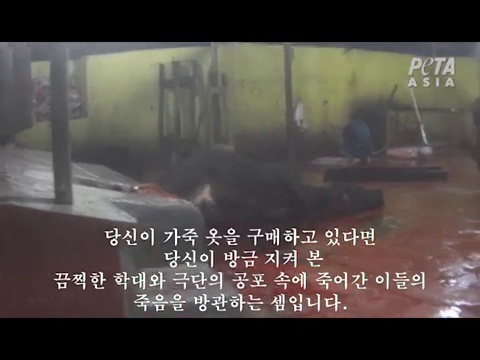 PETA
ASIA
당신이 가죽 옷을 구매하고 있다면
당신이 방금 지켜 본
끔찍한 학대와 극단의 공포 속에 죽어간 이들의
죽음을 방관하는 셈입니다.